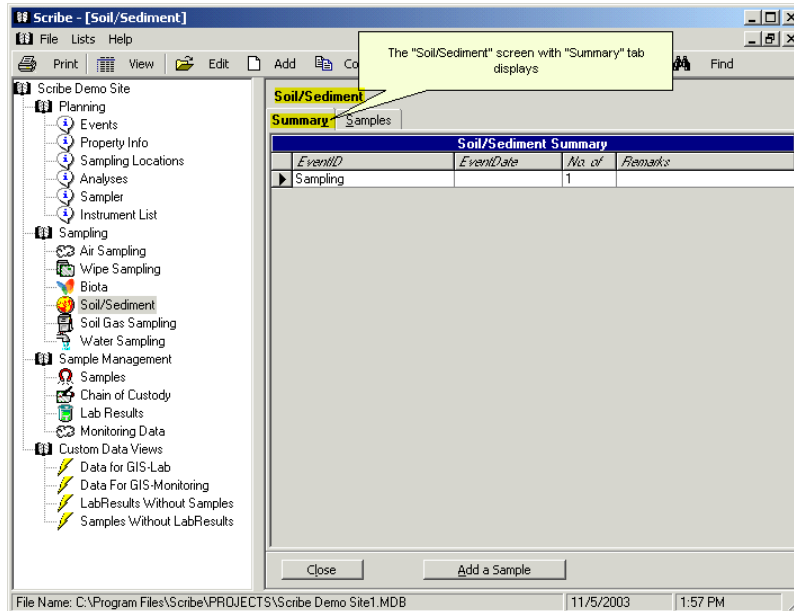 Scribe - [Soil/Sediment]
File Lists Help
Print View Edit Add Co Find
The "Soil/Sediment" screen with "Summary" tab
displays
Scribe Demo Site
Planning
Events
Property Info
Sampling Locations
Analyses
Sampler
Instrument List
Sampling
Air Sampling
Wipe Sampling
Biota
Soil/Sediment
Soil Gas Sampling
Water Sampling
Sample Management
Samples
Chain of Custody
Lab Results
Monitoring Data
Custom Data Views
Data for GIS-Lab
Data For GIS-Monitoring
LabResults Without Samples
Samples Without LabResults
Soil/Sediment
Summary Samples
Soil/Sediment Summary
EventID EventDate No. of Remarks
Sampling 1
Close Add a Sample
File Name: C:\Program Files\Scribe\PROJECTS\Scribe Demo Site1.MDB 11/5/2003 1:57 PM